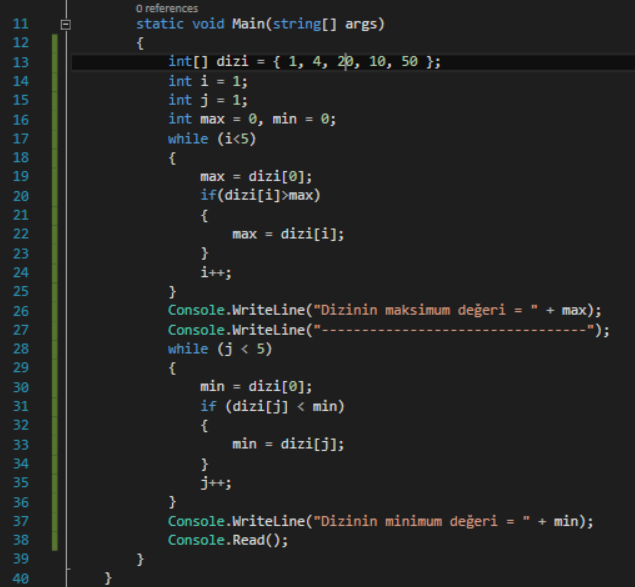 0 references
11 static void Main(string[] args)
12 {
13 int[] dizi = { 1, 4, 20, 10, 50 };
14 int i = 1;
15 int j = 1;
16 int max = 0, min = 0;
17 while (i<5)
18 {
19 max = dizi[0];
20 if(dizi[i]>max)
21 {
22 max = dizi[i];
23 }
24 i++;
25 }
26 Console.WriteLine("Dizinin maksimum değeri = " + max);
27 Console.WriteLine("---------------------------------");
28 while (j < 5)
29 {
30 min = dizi[0];
31 if (dizi[j] < min)
32 {
33 min = dizi[j];
34 }
35 j++;
36 }
37 Console.WriteLine("Dizinin minimum değeri = " + min);
38 Console.Read();
39 }
40 }